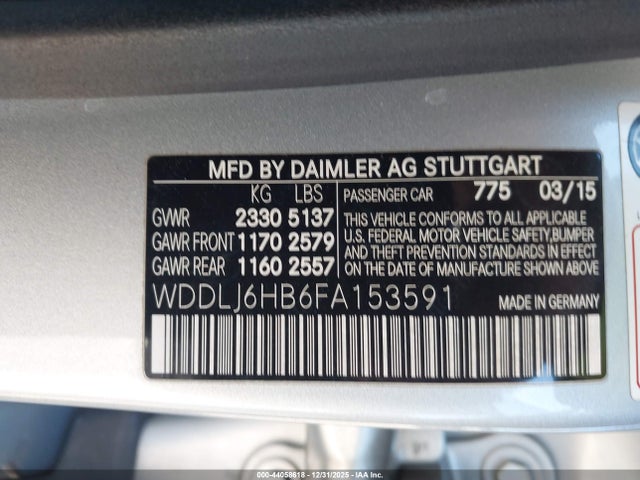 MFD BY DAIMLER AG STUTTGART
KG LBS
GVWR 2330 5137
GAWR FRONT 1170 2579
GAWR REAR 1160 2557
PASSENGER CAR 775 03/15
THIS VEHICLE CONFORMS TO ALL APPLICABLE
U.S. FEDERAL MOTOR VEHICLE SAFETY,BUMPER
AND THEFT PREVENTION STANDARDS IN EFFECT
ON THE DATE OF MANUFACTURE SHOWN ABOVE.
WDDLJ6HB6FA153591
MADE IN GERMANY
000-44058618 - 12/31/2025 - IAA Inc.